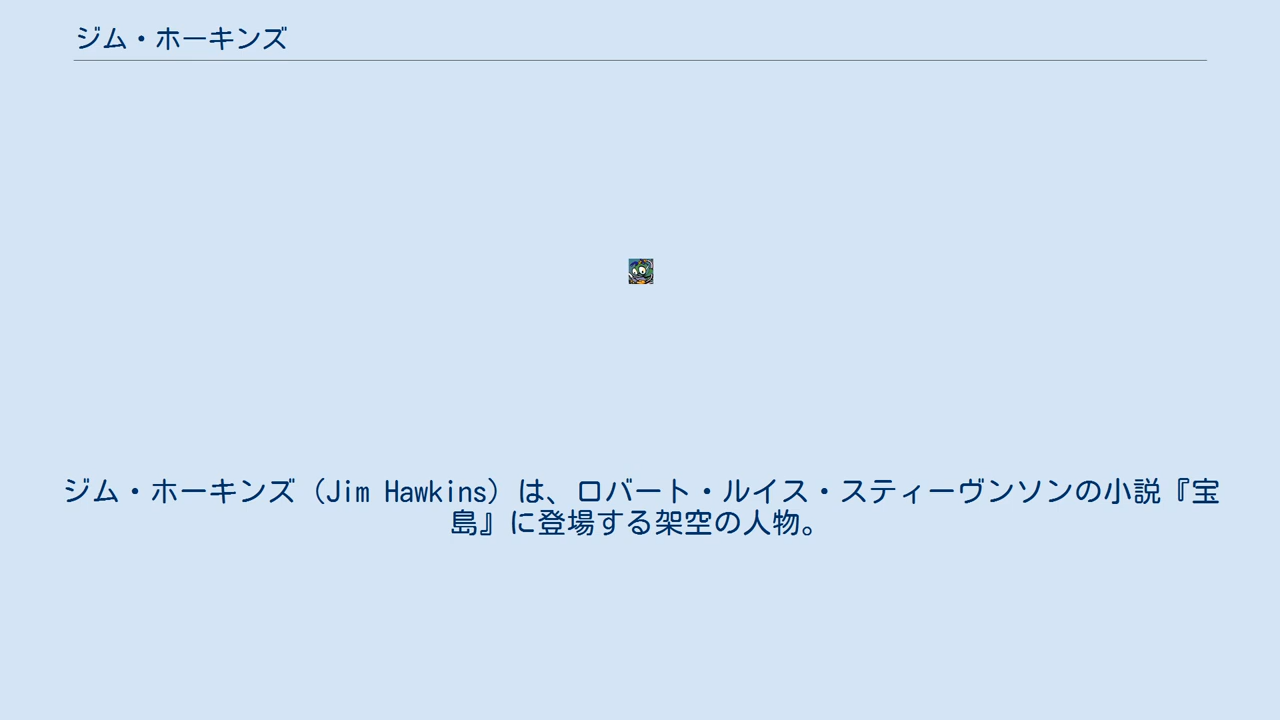 ジム・ホーキンズ
ジム・ホーキンズ（Jim Hawkins）は、ロバート・ルイス・スティーヴンソンの小説『宝
島』に登場する架空の人物。